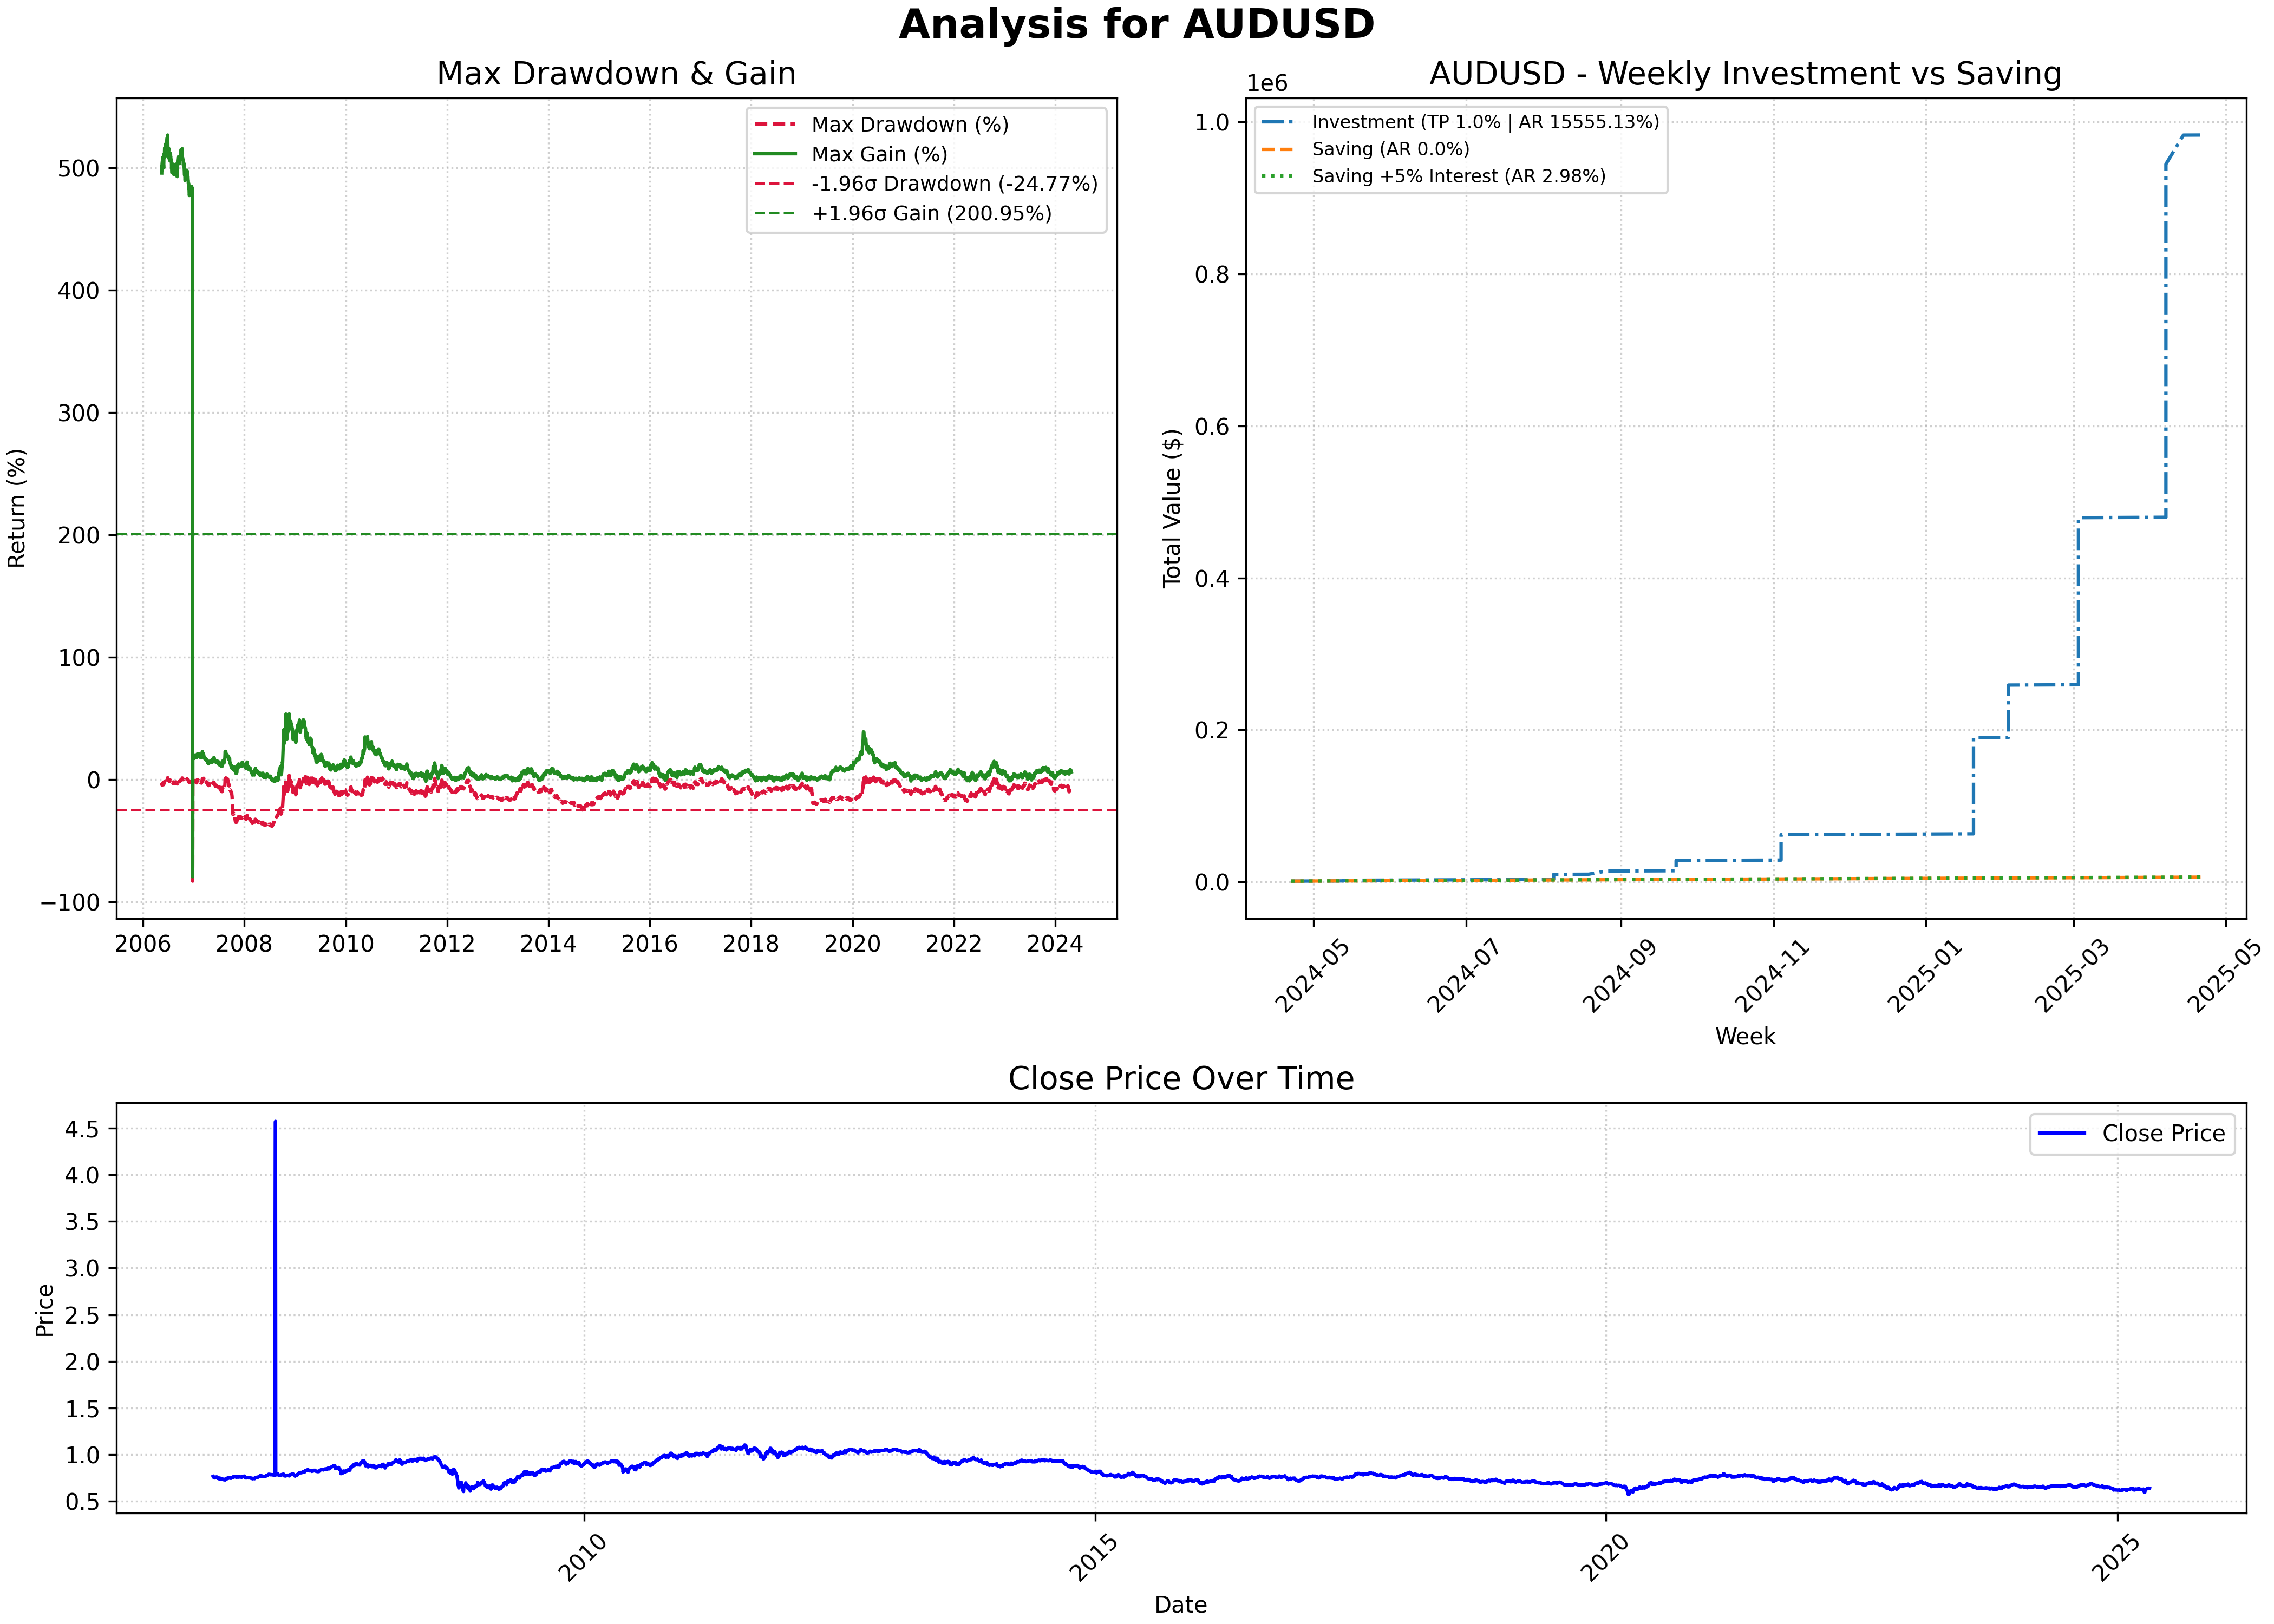 Analysis for AUDUSD
Max Drawdown & Gain
Return (%)
500
400
300
200
100
0
−100
2006 2008 2010 2012 2014 2016 2018 2020 2022 2024
Max Drawdown (%)
Max Gain (%)
-1.96σ Drawdown (-24.77%)
+1.96σ Gain (200.95%)
AUDUSD - Weekly Investment vs Saving
1e6
Total Value ($)
1.0
0.8
0.6
0.4
0.2
0.0
Investment (TP 1.0% | AR 15555.13%)
Saving (AR 0.0%)
Saving +5% Interest (AR 2.98%)
2024-05 2024-07 2024-09 2024-11 2025-01 2025-03 2025-05
Week
Close Price Over Time
Price
4.5
4.0
3.5
3.0
2.5
2.0
1.5
1.0
0.5
Close Price
2010 2015 2020 2025
Date